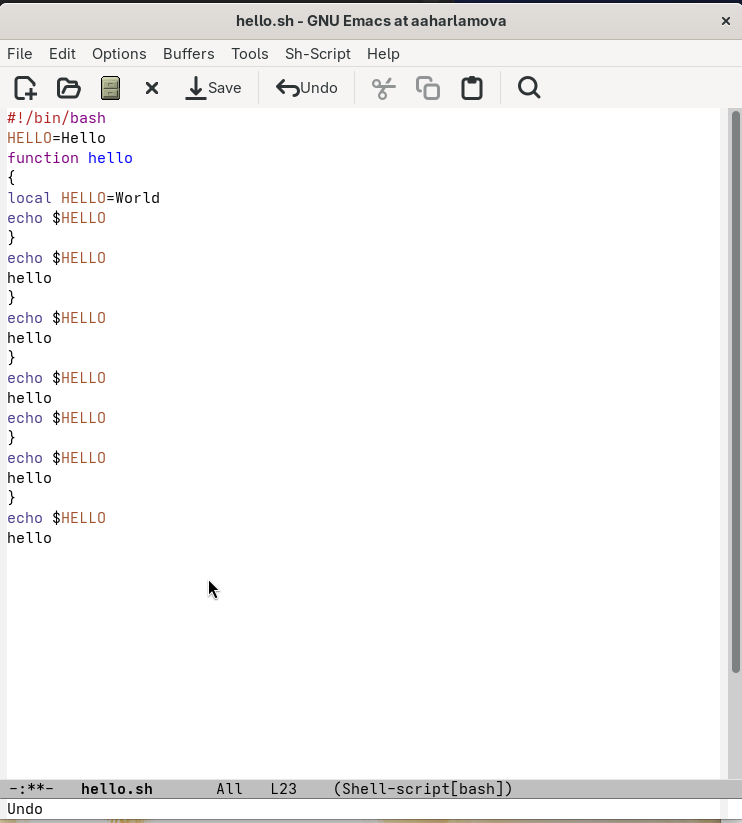 hello.sh - GNU Emacs at aaharlamova ×
File Edit Options Buffers Tools Sh-Script Help
Save Undo
#!/bin/bash
HELLO=Hello
function hello
{
local HELLO=World
echo $HELLO
}
echo $HELLO
hello
}
echo $HELLO
hello
}
echo $HELLO
hello
echo $HELLO
}
echo $HELLO
hello
}
echo $HELLO
hello
-:**- hello.sh All L23 (Shell-script[bash])
Undo